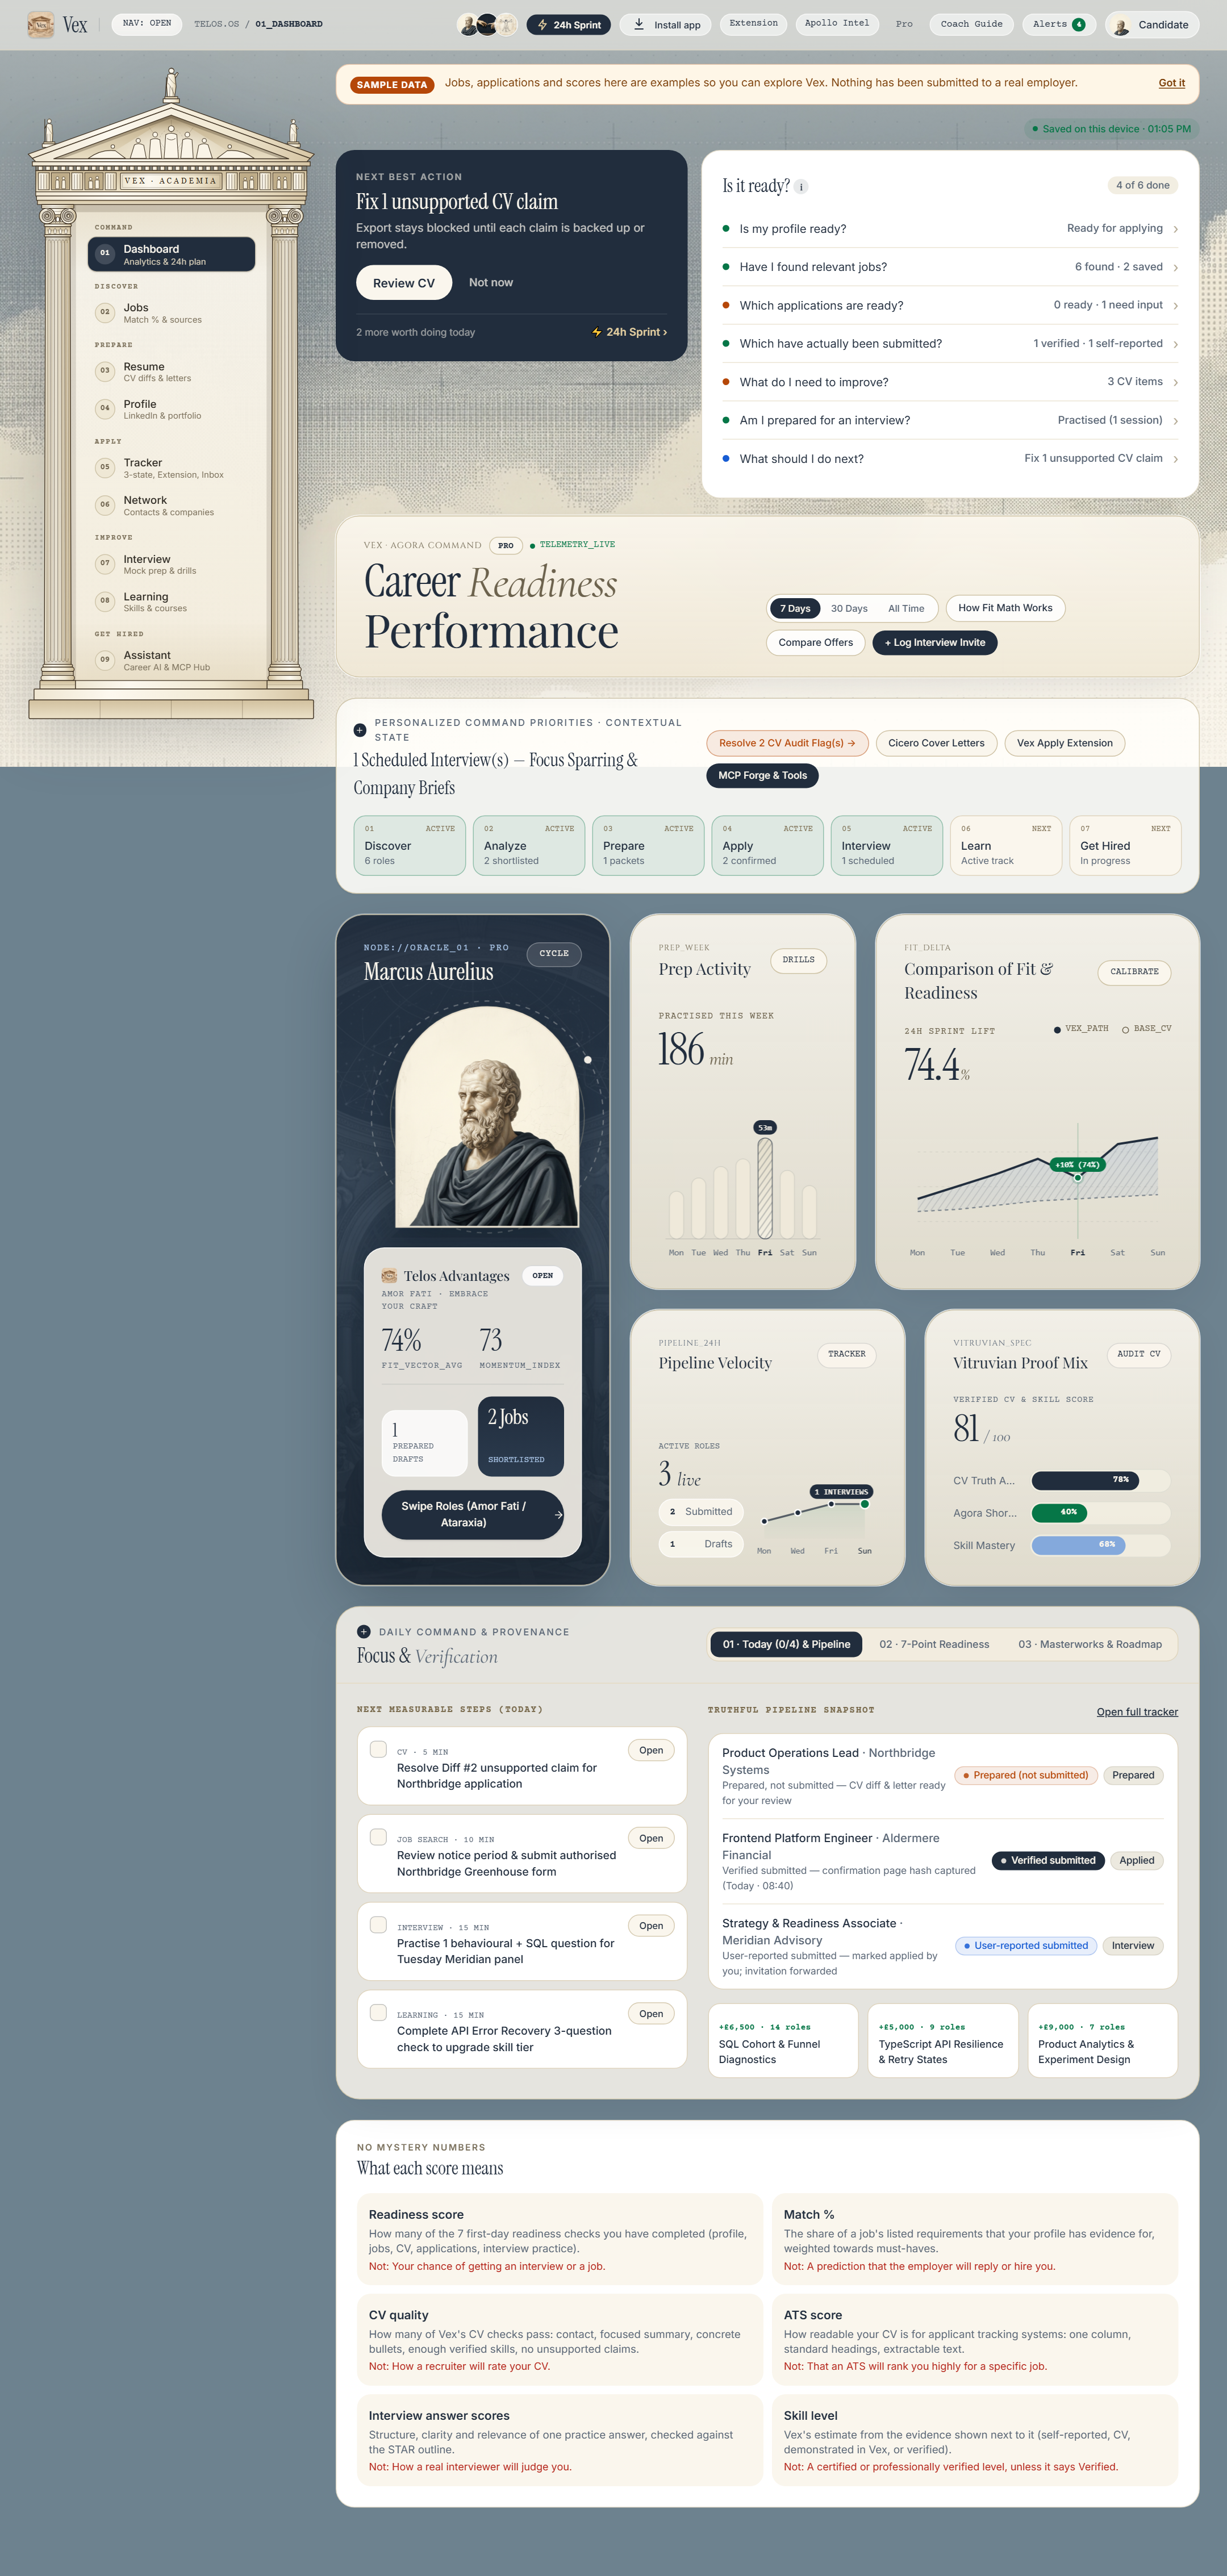 Vex
NAV: OPEN
TELOS.OS / 01_DASHBOARD
24h Sprint
Install app
Extension
Apollo Intel
Pro
Coach Guide
Alerts 4
Candidate
VEX · ACADEMIA
COMMAND
01
Dashboard
Analytics & 24h plan
DISCOVER
02
Jobs
Match % & sources
PREPARE
03
Resume
CV diffs & letters
04
Profile
LinkedIn & portfolio
APPLY
05
Tracker
3-state, Extension, Inbox
06
Network
Contacts & companies
IMPROVE
07
Interview
Mock prep & drills
08
Learning
Skills & courses
GET HIRED
09
Assistant
Career AI & MCP Hub
SAMPLE DATA
Jobs, applications and scores here are examples so you can explore Vex. Nothing has been submitted to a real employer.
Got it
Saved on this device · 01:05 PM
NEXT BEST ACTION
Fix 1 unsupported CV claim
Export stays blocked until each claim is backed up or
removed.
Review CV
Not now
2 more worth doing today
24h Sprint ›
Is it ready? i
4 of 6 done
Is my profile ready?
Ready for applying ›
Have I found relevant jobs?
6 found · 2 saved ›
Which applications are ready?
0 ready · 1 need input ›
Which have actually been submitted?
1 verified · 1 self-reported ›
What do I need to improve?
3 CV items ›
Am I prepared for an interview?
Practised (1 session) ›
What should I do next?
Fix 1 unsupported CV claim ›
VEX · AGORA COMMAND
PRO
TELEMETRY_LIVE
Career Readiness
Performance
7 Days
30 Days
All Time
How Fit Math Works
Compare Offers
+ Log Interview Invite
PERSONALIZED COMMAND PRIORITIES · CONTEXTUAL
STATE
1 Scheduled Interview(s) — Focus Sparring &
Company Briefs
Resolve 2 CV Audit Flag(s) →
Cicero Cover Letters
Vex Apply Extension
MCP Forge & Tools
01 ACTIVE
Discover
6 roles
02 ACTIVE
Analyze
2 shortlisted
03 ACTIVE
Prepare
1 packets
04 ACTIVE
Apply
2 confirmed
05 ACTIVE
Interview
1 scheduled
06 NEXT
Learn
Active track
07 NEXT
Get Hired
In progress
NODE://ORACLE_01 · PRO
Marcus Aurelius
CYCLE
Telos Advantages
OPEN
AMOR FATI · EMBRACE
YOUR CRAFT
74%
FIT_VECTOR_AVG
73
MOMENTUM_INDEX
1
PREPARED
DRAFTS
2 Jobs
SHORTLISTED
Swipe Roles (Amor Fati /
Ataraxia) →
PREP_WEEK
Prep Activity
DRILLS
PRACTISED THIS WEEK
186 min
53m
Mon Tue Wed Thu Fri Sat Sun
FIT_DELTA
Comparison of Fit &
Readiness
CALIBRATE
24H SPRINT LIFT
VEX_PATH
BASE_CV
74.4%
+10% (74%)
Mon Tue Wed Thu Fri Sat Sun
PIPELINE_24H
Pipeline Velocity
TRACKER
ACTIVE ROLES
3 live
2 Submitted
1 Drafts
1 INTERVIEWS
Mon Wed Fri Sun
VITRUVIAN_SPEC
Vitruvian Proof Mix
AUDIT CV
VERIFIED CV & SKILL SCORE
81 / 100
CV Truth A...
78%
Agora Shor...
40%
Skill Mastery
68%
DAILY COMMAND & PROVENANCE
Focus & Verification
01 · Today (0/4) & Pipeline
02 · 7-Point Readiness
03 · Masterworks & Roadmap
NEXT MEASURABLE STEPS (TODAY)
CV · 5 MIN
Resolve Diff #2 unsupported claim for
Northbridge application
Open
JOB SEARCH · 10 MIN
Review notice period & submit authorised
Northbridge Greenhouse form
Open
INTERVIEW · 15 MIN
Practise 1 behavioural + SQL question for
Tuesday Meridian panel
Open
LEARNING · 15 MIN
Complete API Error Recovery 3-question
check to upgrade skill tier
Open
TRUTHFUL PIPELINE SNAPSHOT
Open full tracker
Product Operations Lead · Northbridge
Systems
Prepared, not submitted — CV diff & letter ready
for your review
Prepared (not submitted)
Prepared
Frontend Platform Engineer · Aldermere
Financial
Verified submitted — confirmation page hash captured
(Today · 08:40)
Verified submitted
Applied
Strategy & Readiness Associate ·
Meridian Advisory
User-reported submitted — marked applied by
you; invitation forwarded
User-reported submitted
Interview
+£6,500 · 14 roles
SQL Cohort & Funnel
Diagnostics
+£5,000 · 9 roles
TypeScript API Resilience
& Retry States
+£9,000 · 7 roles
Product Analytics &
Experiment Design
NO MYSTERY NUMBERS
What each score means
Readiness score
How many of the 7 first-day readiness checks you have completed (profile,
jobs, CV, applications, interview practice).
Not: Your chance of getting an interview or a job.
Match %
The share of a job's listed requirements that your profile has evidence for,
weighted towards must-haves.
Not: A prediction that the employer will reply or hire you.
CV quality
How many of Vex's CV checks pass: contact, focused summary, concrete
bullets, enough verified skills, no unsupported claims.
Not: How a recruiter will rate your CV.
ATS score
How readable your CV is for applicant tracking systems: one column,
standard headings, extractable text.
Not: That an ATS will rank you highly for a specific job.
Interview answer scores
Structure, clarity and relevance of one practice answer, checked against
the STAR outline.
Not: How a real interviewer will judge you.
Skill level
Vex's estimate from the evidence shown next to it (self-reported, CV,
demonstrated in Vex, or verified).
Not: A certified or professionally verified level, unless it says Verified.